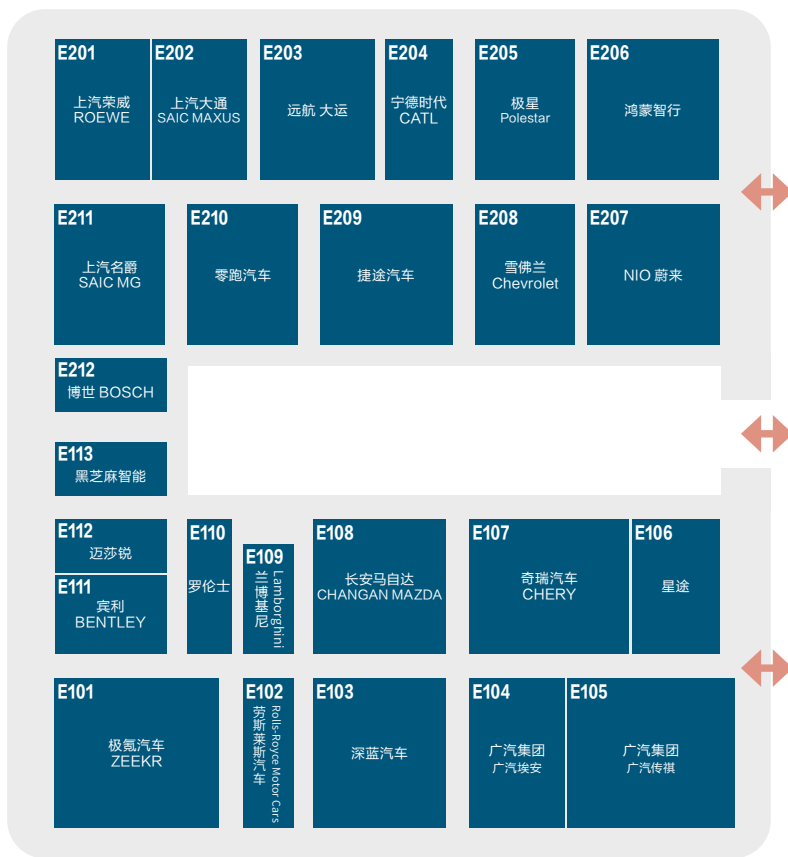 E201
上汽荣威
ROEWE
E202
上汽大通
SAIC MAXUS
E203
远航 大运
E204
宁德时代
CATL
E205
极星
Polestar
E206
鸿蒙智行
E211
上汽名爵
SAIC MG
E210
零跑汽车
E209
捷途汽车
E208
雪佛兰
Chevrolet
E207
NIO 蔚来
E212
博世 BOSCH
E113
黑芝麻智能
E112
迈莎锐
E111
宾利
BENTLEY
E110
罗伦士
E109
兰博基尼
Lamborghini
E108
长安马自达
CHANGAN MAZDA
E107
奇瑞汽车
CHERY
E106
星途
E101
极氪汽车
ZEEKR
E102
劳斯莱斯汽车
Rolls-Royce Motor Cars
E103
深蓝汽车
E104
广汽集团
广汽埃安
E105
广汽集团
广汽传祺